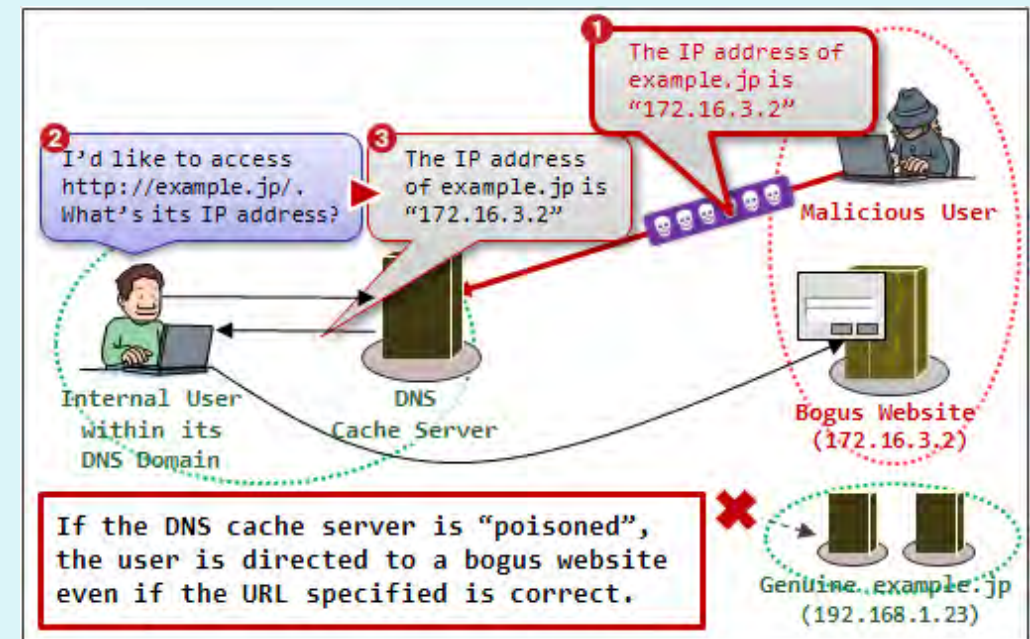 1
The IP address of
example.jp is
“172.16.3.2”
2
I’d like to access
http://example.jp/.
What’s its IP address?
3
The IP address
of example.jp is
“172.16.3.2”
Malicious User
Internal User
within its
DNS Domain
DNS
Cache Server
Bogus Website
(172.16.3.2)
If the DNS cache server is “poisoned”,
the user is directed to a bogus website
even if the URL specified is correct.
Genuine example.jp
(192.168.1.23)